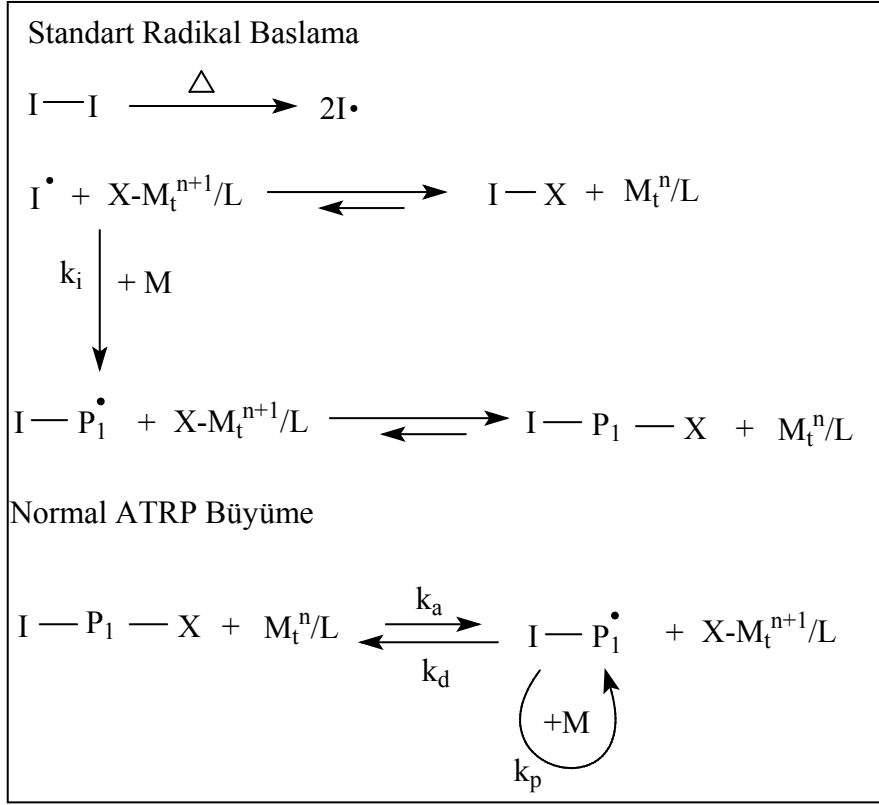 Standart Radikal Baslama
I — I △ 2I•
I• + X-Mₜⁿ⁺¹/L I — X + Mₜⁿ/L
kᵢ + M
I — P₁• + X-Mₜⁿ⁺¹/L I — P₁ — X + Mₜⁿ/L
Normal ATRP Büyüme
I — P₁ — X + Mₜⁿ/L kₐ I — P₁• + X-Mₜⁿ⁺¹/L
k_d
+M
kₚ